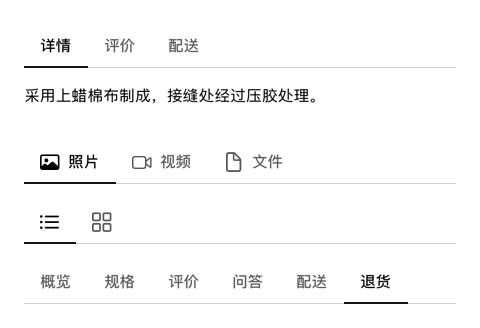 详情 评价 配送
采用上蜡棉布制成，接缝处经过压胶处理。
照片 视频 文件
概览 规格 评价 问答 配送 退货